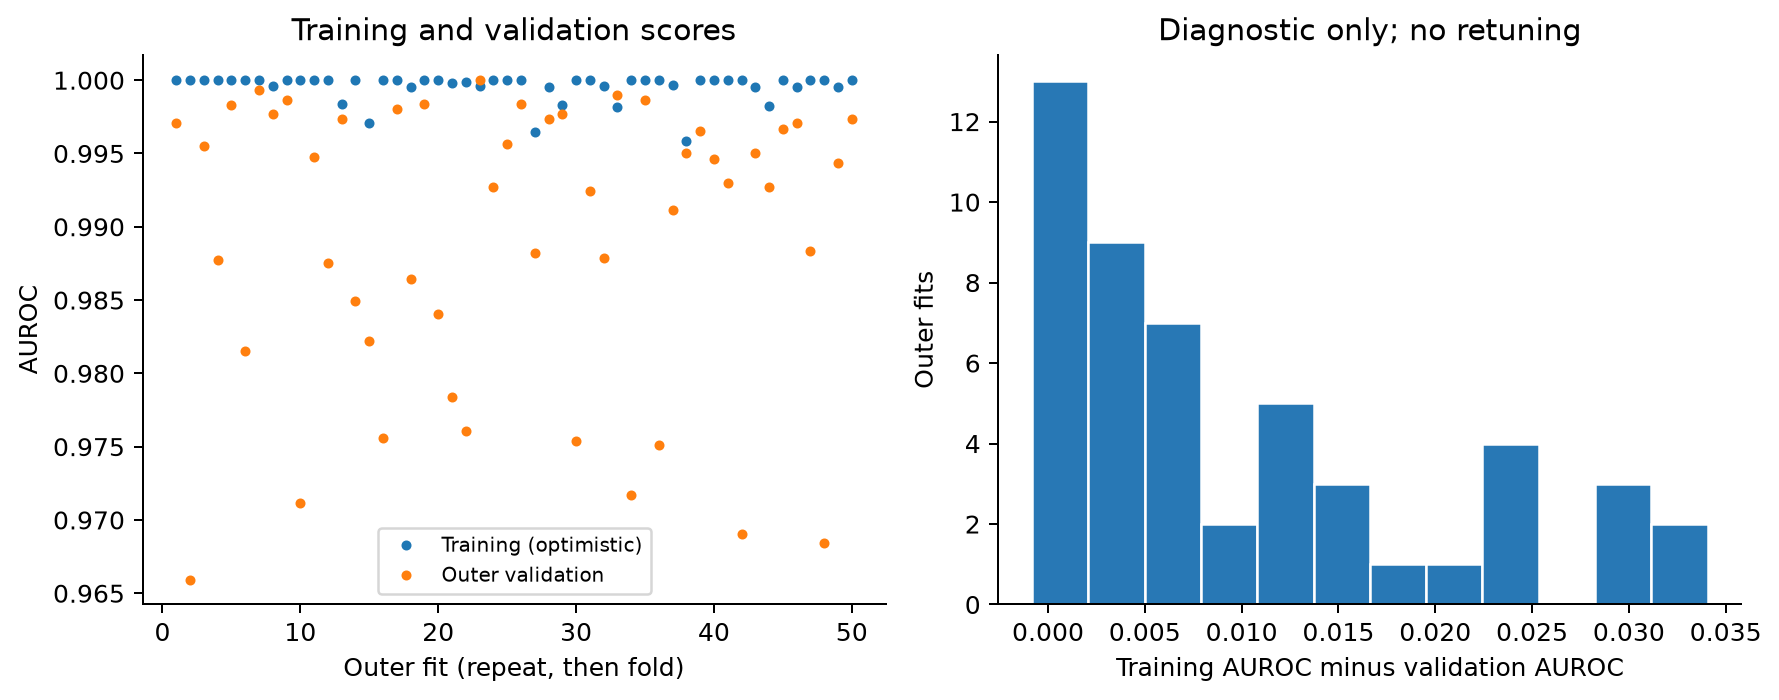 Training and validation scores
AUROC
1.000
0.995
0.990
0.985
0.980
0.975
0.970
0.965
Training (optimistic)
Outer validation
0 10 20 30 40 50
Outer fit (repeat, then fold)
Diagnostic only; no retuning
Outer fits
12
10
8
6
4
2
0
0.000 0.005 0.010 0.015 0.020 0.025 0.030 0.035
Training AUROC minus validation AUROC